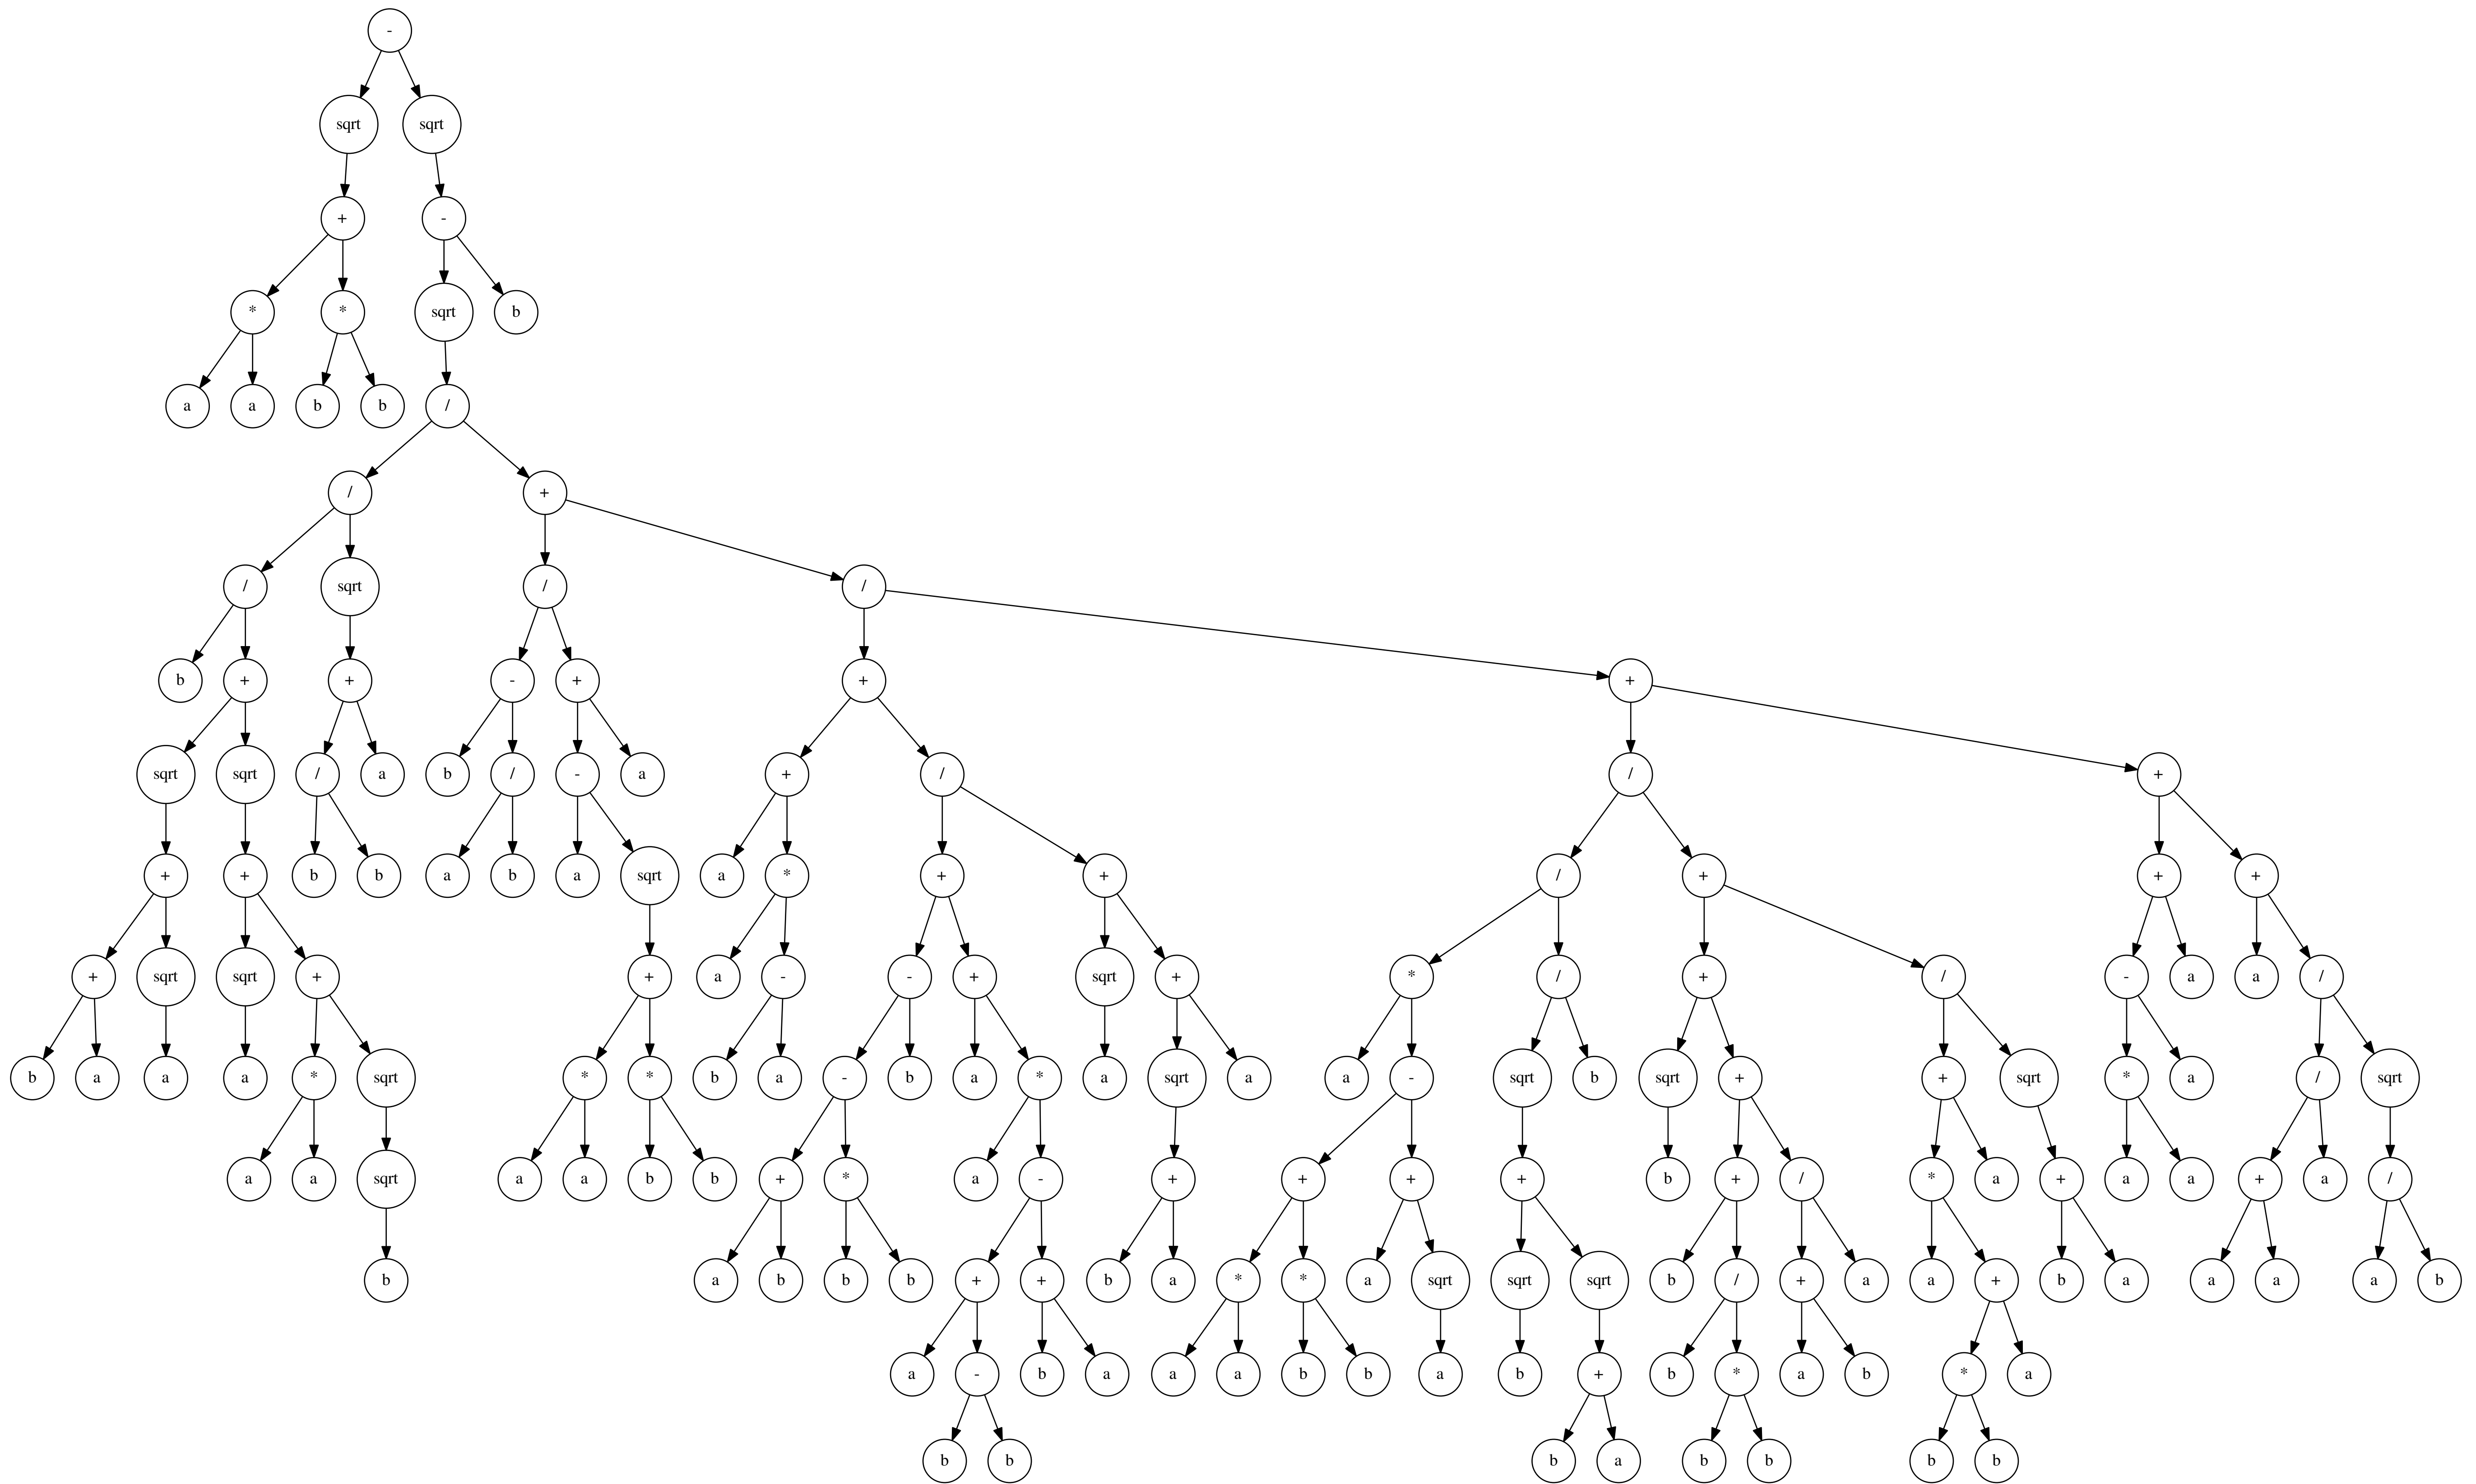 -
sqrt sqrt
+ -
* * sqrt b
a a b b /
/ +
/ sqrt / /
b + + - + + +
sqrt sqrt / a b / - a + / / +
+ + b b a b a sqrt a * + + / + + +
+ sqrt sqrt + + a - - + sqrt + * / + / - a a /
b a a a * sqrt * * b a - b a * a sqrt a a - sqrt b sqrt + + sqrt * a / sqrt
a a sqrt a a b b + * a - + + + + b + / * a + a a + a /
b a b b b + + b a * * a sqrt sqrt sqrt b / + a a + b a a a a b
a - b a a a b b a b + b * a b * a
b b b a b b b b